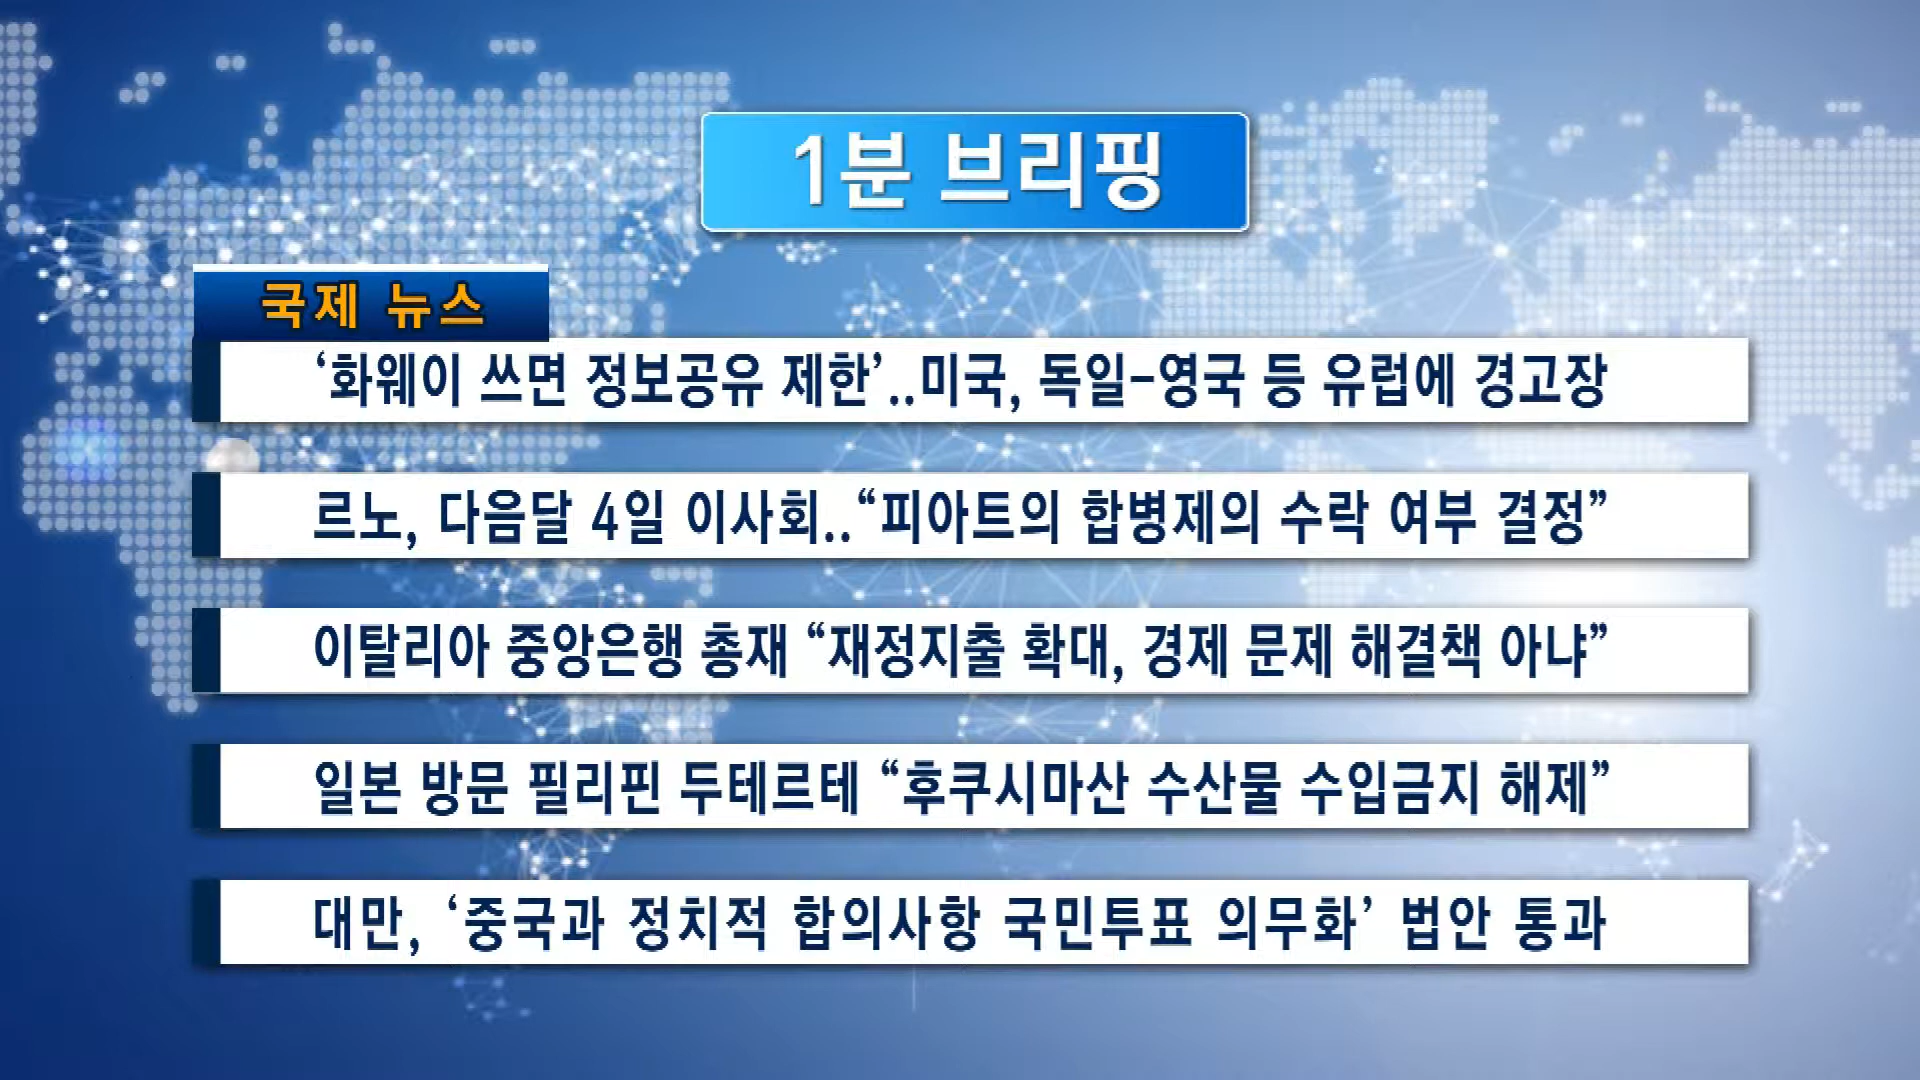 1분 브리핑
국제 뉴스
‘화웨이 쓰면 정보공유 제한’..미국, 독일-영국 등 유럽에 경고장
르노, 다음달 4일 이사회..“피아트의 합병제의 수락 여부 결정”
이탈리아 중앙은행 총재 “재정지출 확대, 경제 문제 해결책 아냐”
일본 방문 필리핀 두테르테 “후쿠시마산 수산물 수입금지 해제”
대만, ‘중국과 정치적 합의사항 국민투표 의무화’ 법안 통과